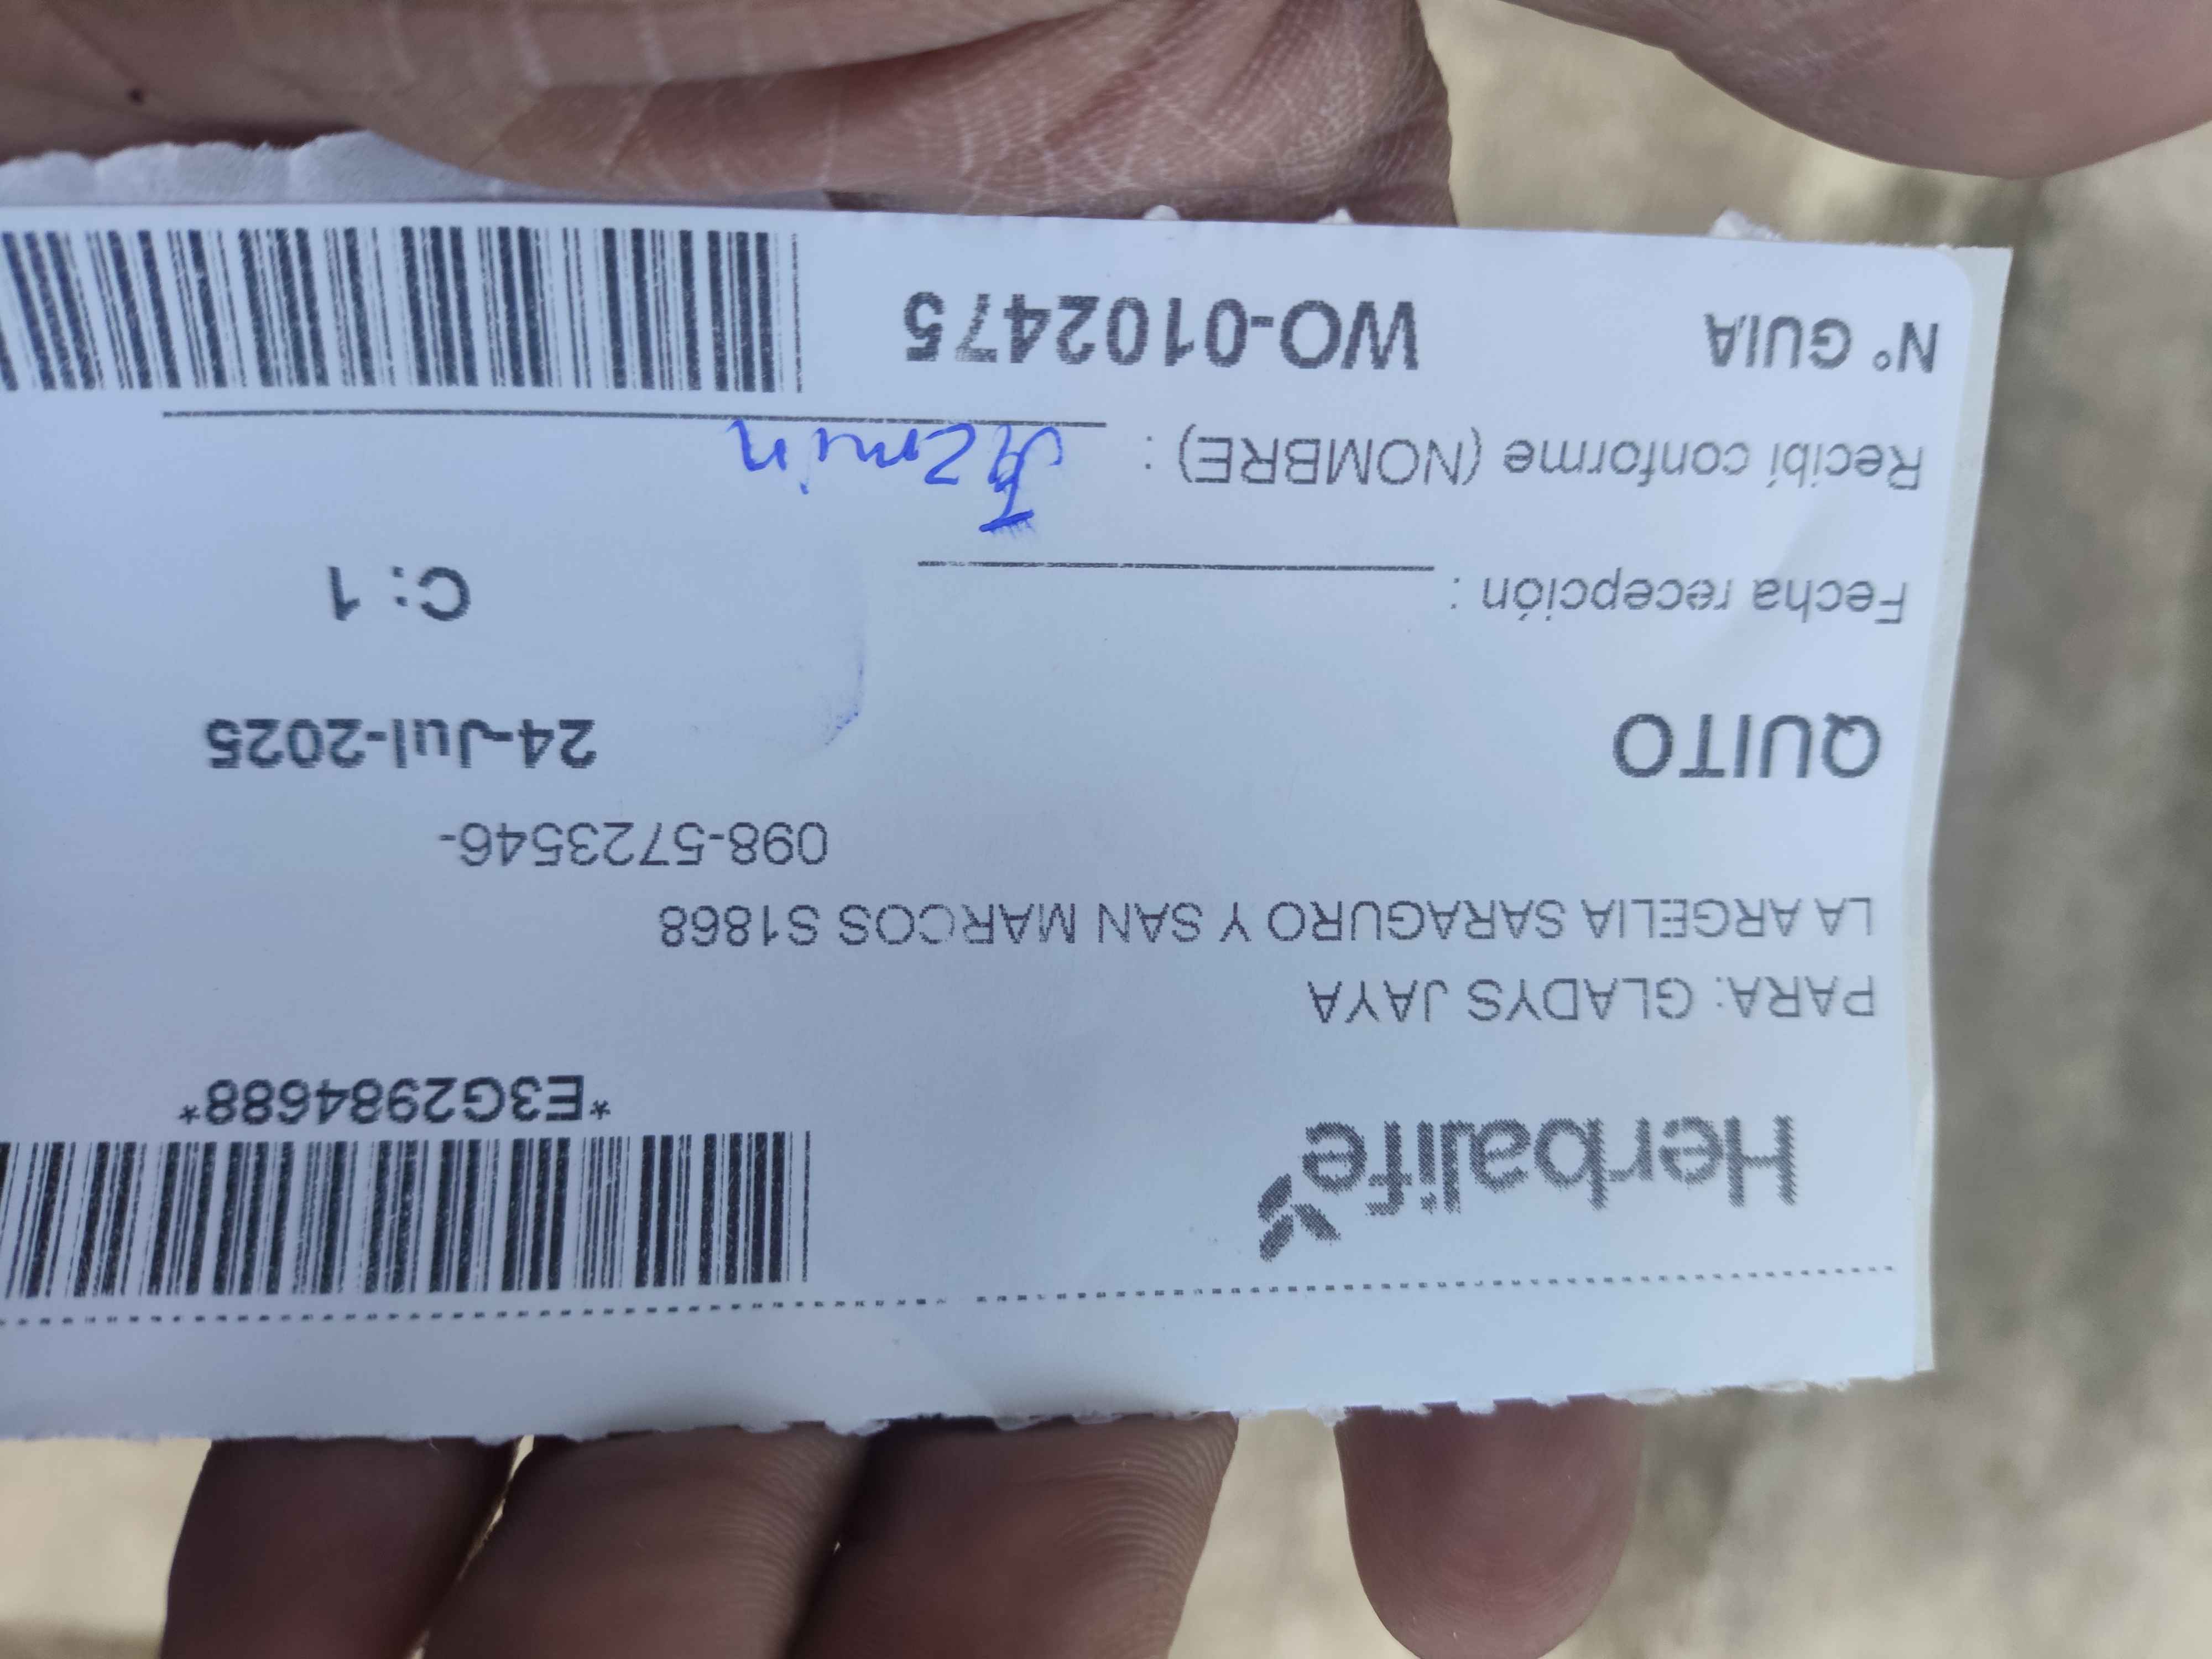 Herbalife
*E3G2984688*
PARA: GLADYS JAYA
LA ARGELIA SARAGURO Y SAN MARCOS S1868
098-5723546-
QUITO 24-Jul-2025
Fecha recepción : C: 1
Recibí conforme (NOMBRE) : Jazmin
N° GUIA WO-0102475